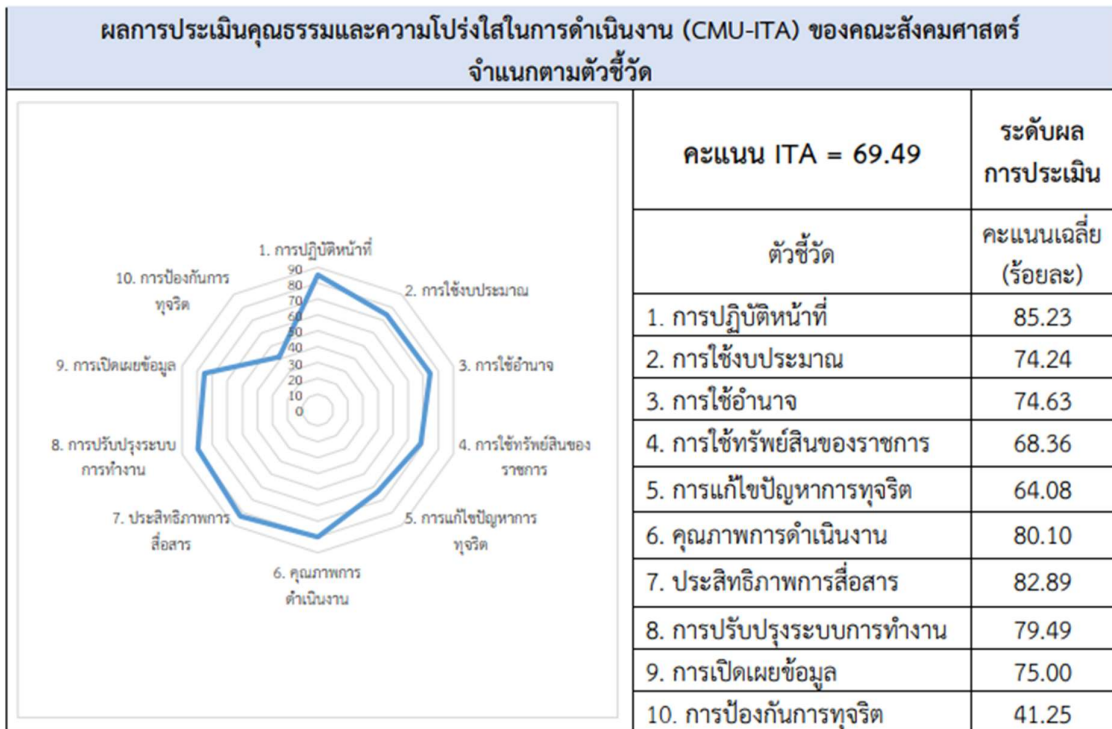 ผลการประเมินคุณธรรมและความโปร่งใสในการดำเนินงาน (CMU-ITA) ของคณะสังคมศาสตร์
จำแนกตามตัวชี้วัด
1. การปฏิบัติหน้าที่
2. การใช้งบประมาณ
3. การใช้อำนาจ
4. การใช้ทรัพย์สินของ
ราชการ
5. การแก้ไขปัญหาการ
ทุจริต
6. คุณภาพการ
ดำเนินงาน
7. ประสิทธิภาพการ
สื่อสาร
8. การปรับปรุงระบบ
การทำงาน
9. การเปิดเผยข้อมูล
10. การป้องกันการ
ทุจริต
90
80
70
60
50
40
30
20
10
0
คะแนน ITA = 69.49
ระดับผล
การประเมิน
ตัวชี้วัด
คะแนนเฉลี่ย
(ร้อยละ)
1. การปฏิบัติหน้าที่ 85.23
2. การใช้งบประมาณ 74.24
3. การใช้อำนาจ 74.63
4. การใช้ทรัพย์สินของราชการ 68.36
5. การแก้ไขปัญหาการทุจริต 64.08
6. คุณภาพการดำเนินงาน 80.10
7. ประสิทธิภาพการสื่อสาร 82.89
8. การปรับปรุงระบบการทำงาน 79.49
9. การเปิดเผยข้อมูล 75.00
10. การป้องกันการทุจริต 41.25